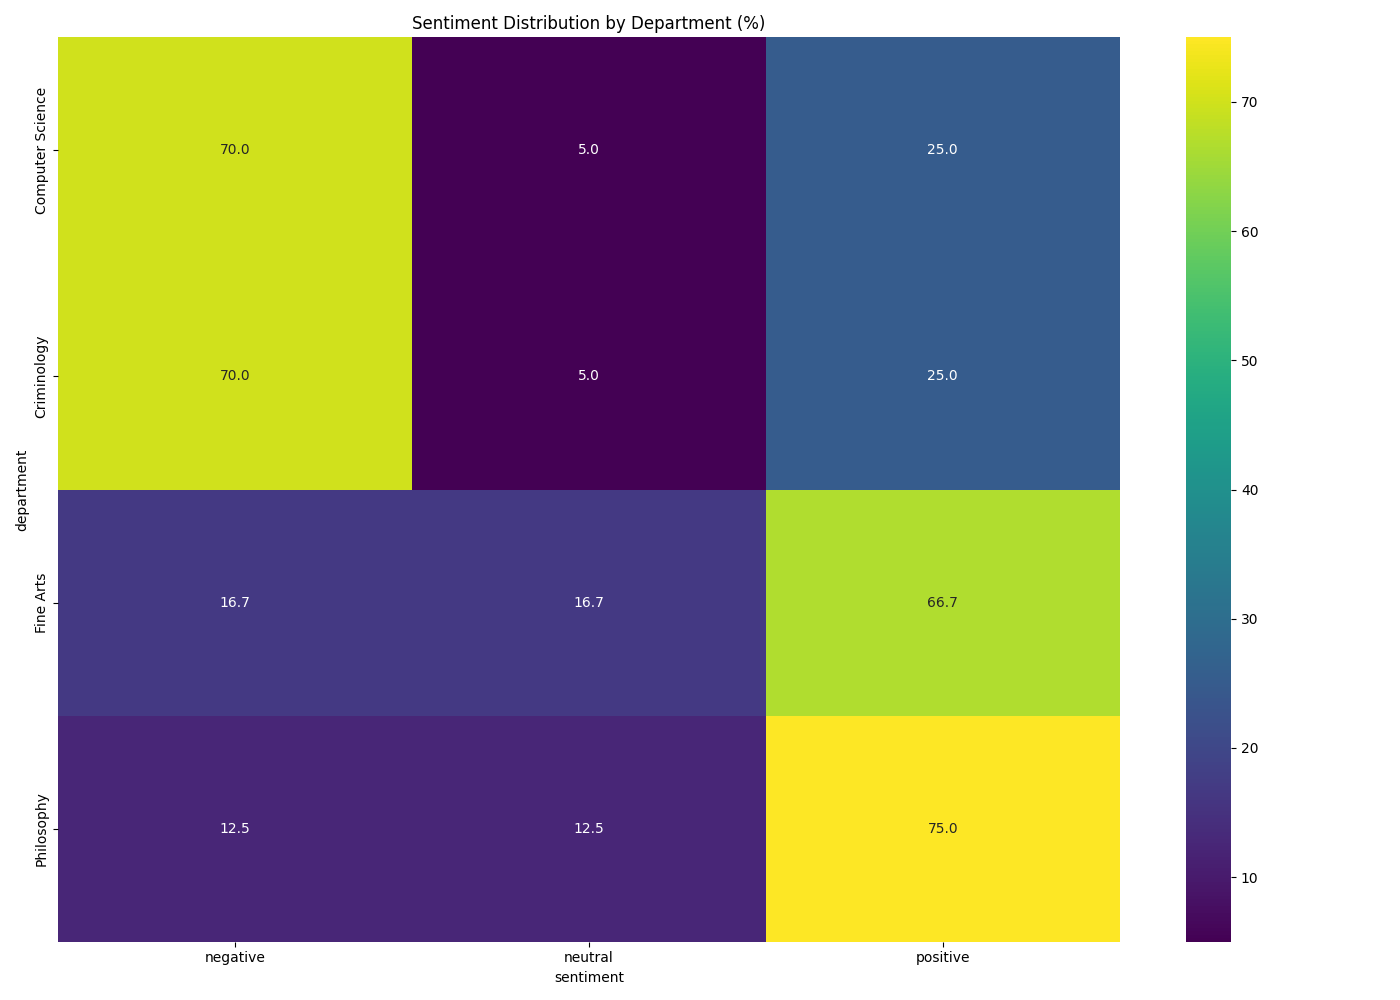 Sentiment Distribution by Department (%)
Computer Science
70.0 5.0 25.0
Criminology
70.0 5.0 25.0
Fine Arts
16.7 16.7 66.7
Philosophy
12.5 12.5 75.0
department
negative neutral positive
sentiment
70
60
50
40
30
20
10